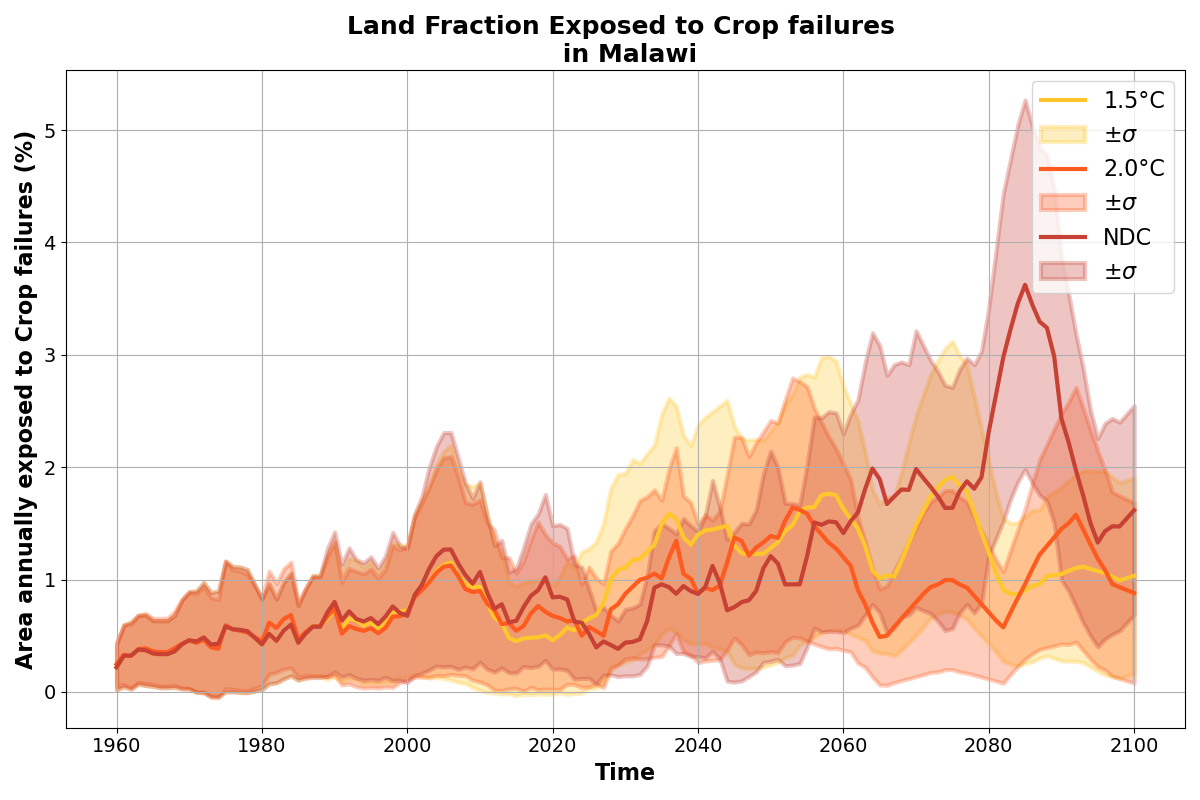 Land Fraction Exposed to Crop failures
in Malawi
Area annually exposed to Crop failures (%)
5
4
3
2
1
0
1.5°C
±σ
2.0°C
±σ
NDC
±σ
1960 1980 2000 2020 2040 2060 2080 2100
Time